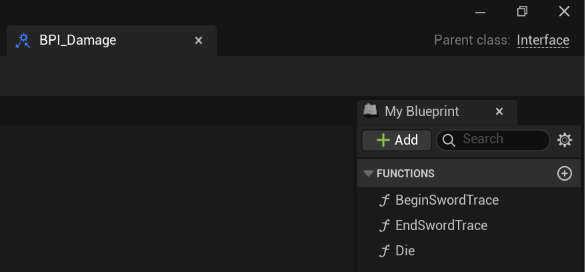 BPI_Damage
Parent class: Interface
My Blueprint
Add
Search
FUNCTIONS
BeginSwordTrace
EndSwordTrace
Die